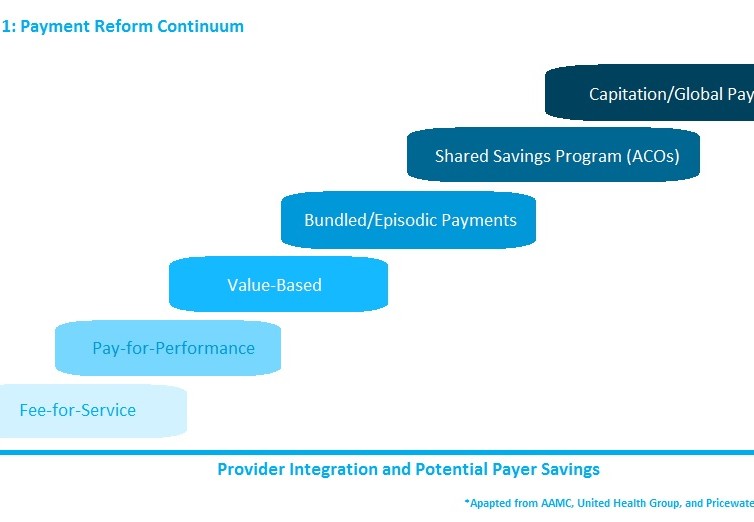 1: Payment Reform Continuum
Capitation/Global Pay
Shared Savings Program (ACOs)
Bundled/Episodic Payments
Value-Based
Pay-for-Performance
Fee-for-Service
Provider Integration and Potential Payer Savings
*Apapted from AAMC, United Health Group, and Pricewate